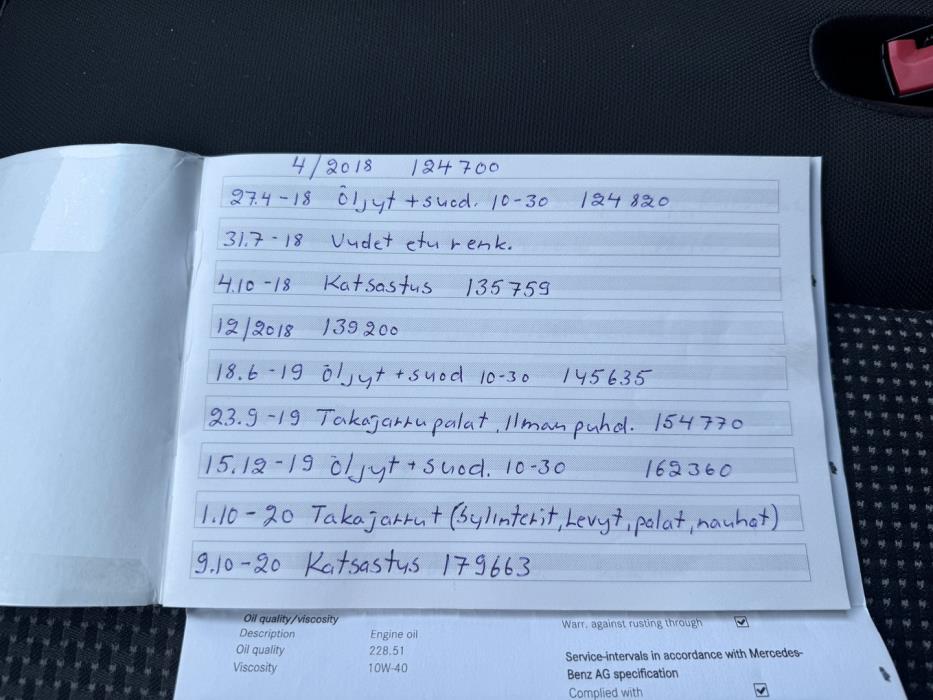 4/2018 124700
27.4-18 Öljyt + suod. 10-30 124820
31.7-18 Uudet etu renk.
4.10-18 Katsastus 135759
12/2018 139200
18.6-19 Öljyt + suod 10-30 145635
23.9-19 Takajarrupalat, Ilmanpuhd. 154770
15.12-19 Öljyt + suod. 10-30 162360
1.10-20 Takajarrut (Sylinterit, Levyt, palat, nauhat)
9.10-20 Katsastus 179663
Oil quality/viscosity
Description Engine oil
Oil quality 228.51
Viscosity 10W-40
Warr. against rusting through
Service-intervals in accordance with Mercedes-
Benz AG specification
Complied with